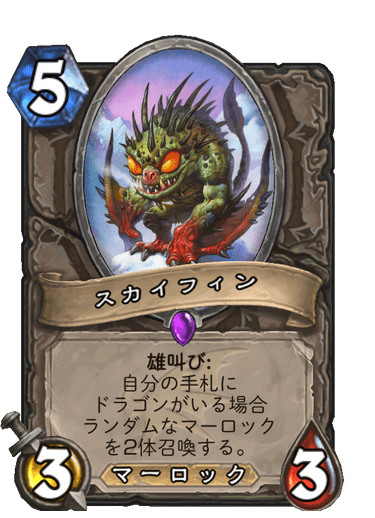 5
スカイフィン
雄叫び:
自分の手札に
ドラゴンがいる場合
ランダムなマーロック
を2体召喚する。
3
マーロック
3